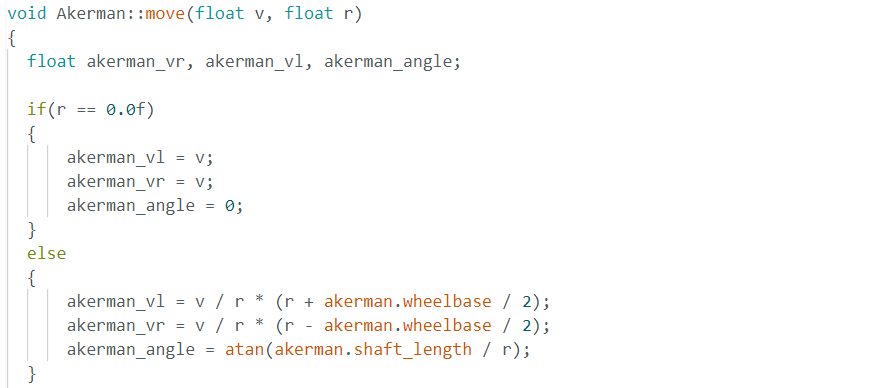 void Akerman::move(float v, float r)
{
  float akerman_vr, akerman_vl, akerman_angle;

  if(r == 0.0f)
  {
      akerman_vl = v;
      akerman_vr = v;
      akerman_angle = 0;
  }
  else
  {
      akerman_vl = v / r * (r + akerman.wheelbase / 2);
      akerman_vr = v / r * (r - akerman.wheelbase / 2);
      akerman_angle = atan(akerman.shaft_length / r);
  }